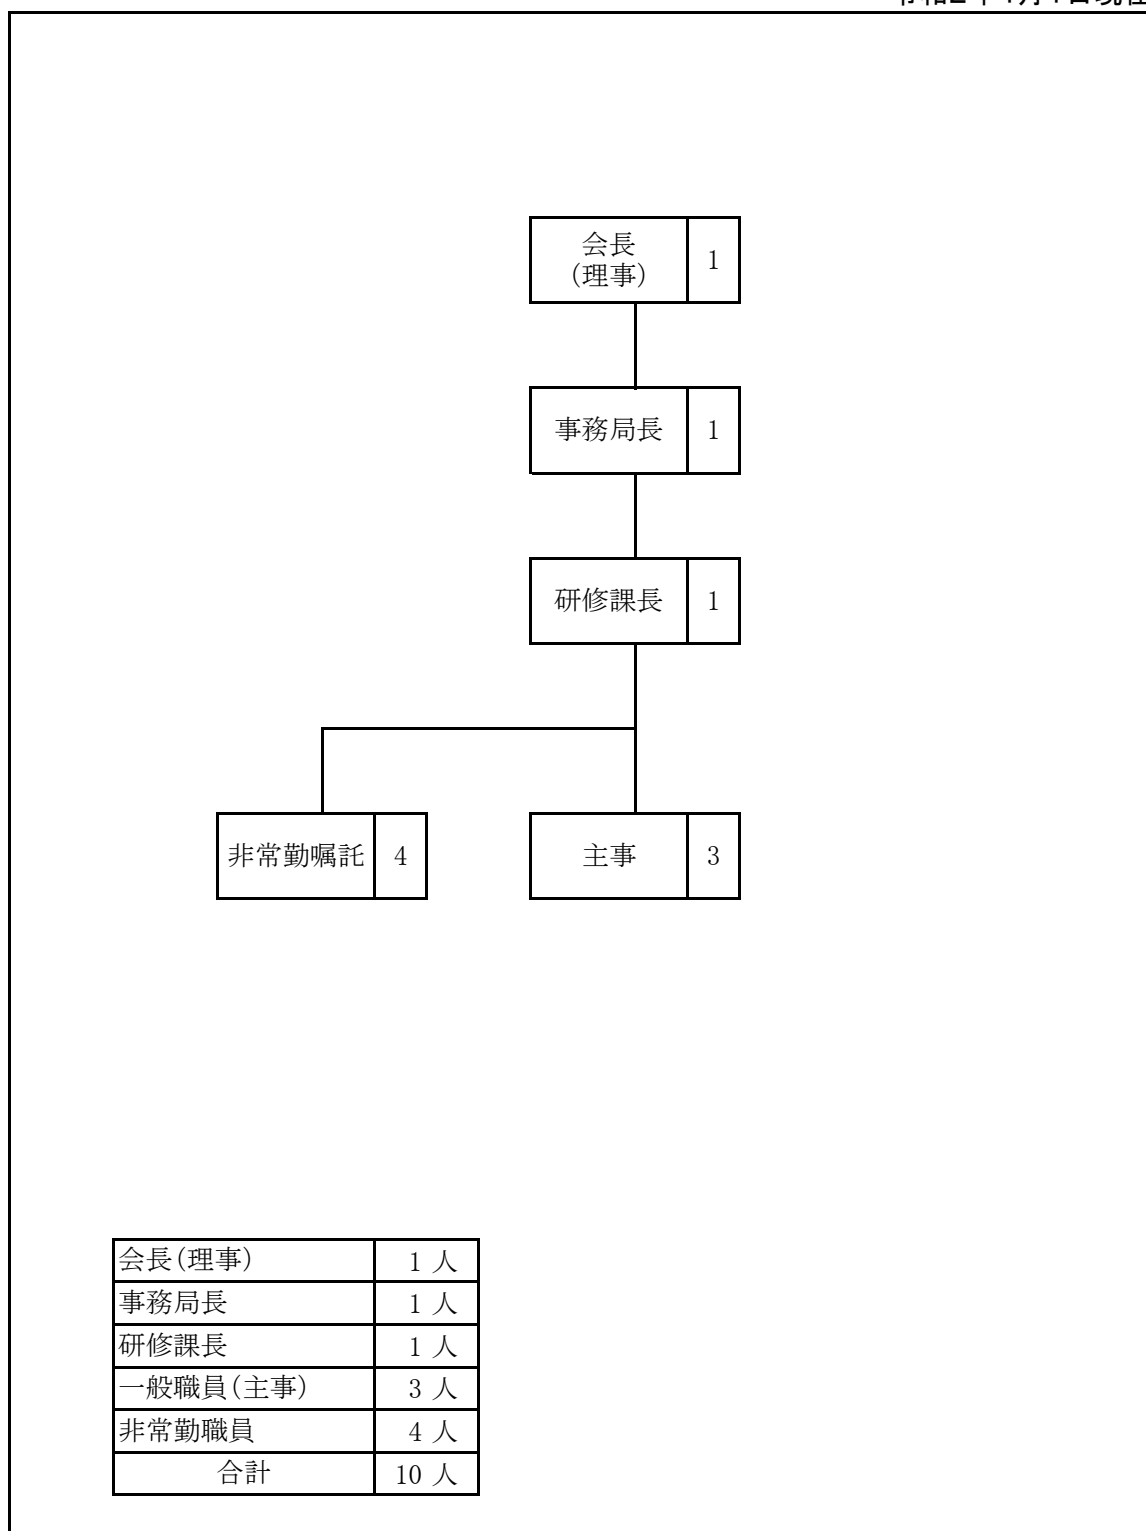 会長
(理事)
1
事務局長
1
研修課長
1
非常勤嘱託
4
主事
3
会長(理事) 1 人
事務局長 1 人
研修課長 1 人
一般職員(主事) 3 人
非常勤職員 4 人
合計 10 人